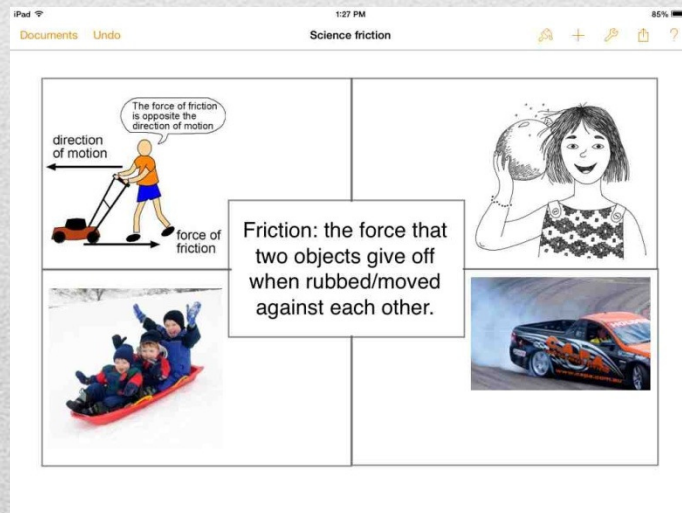 iPad
1:27 PM
85%
Documents Undo
Science friction
?
The force of friction
is opposite the
direction of motion
direction
of motion
force of
friction
Friction: the force that
two objects give off
when rubbed/moved
against each other.